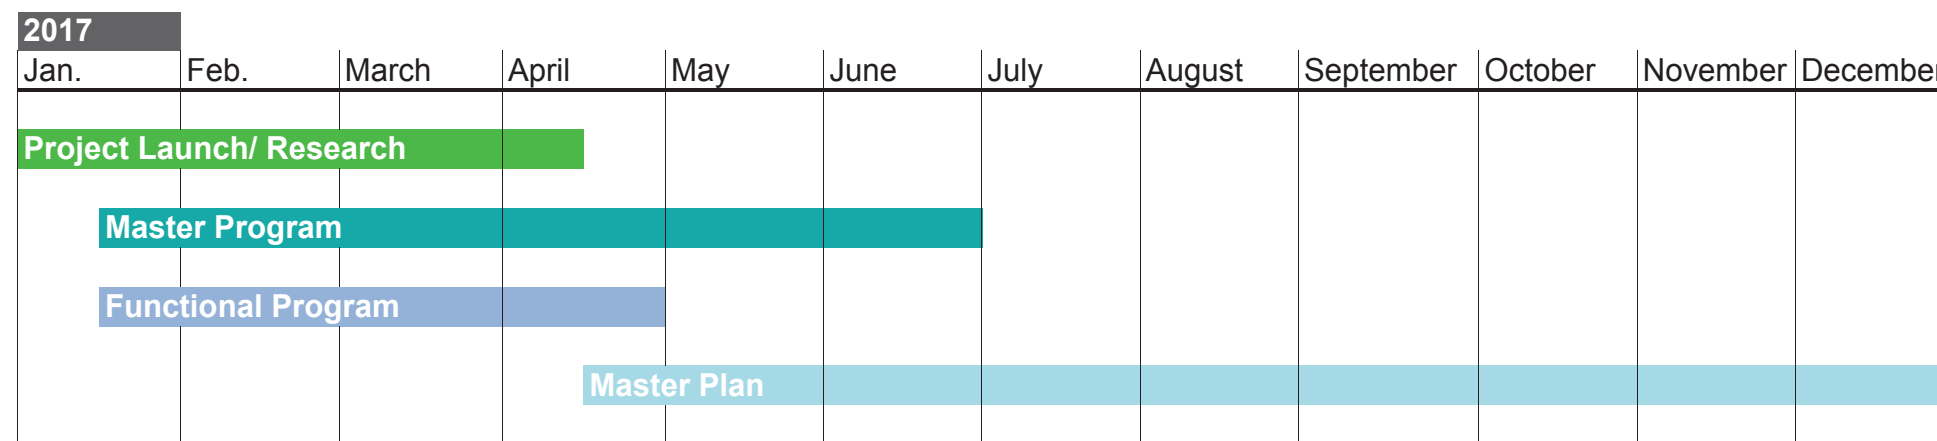 2017
Jan. Feb. March April May June July August September October November December
Project Launch/ Research
Master Program
Functional Program
Master Plan